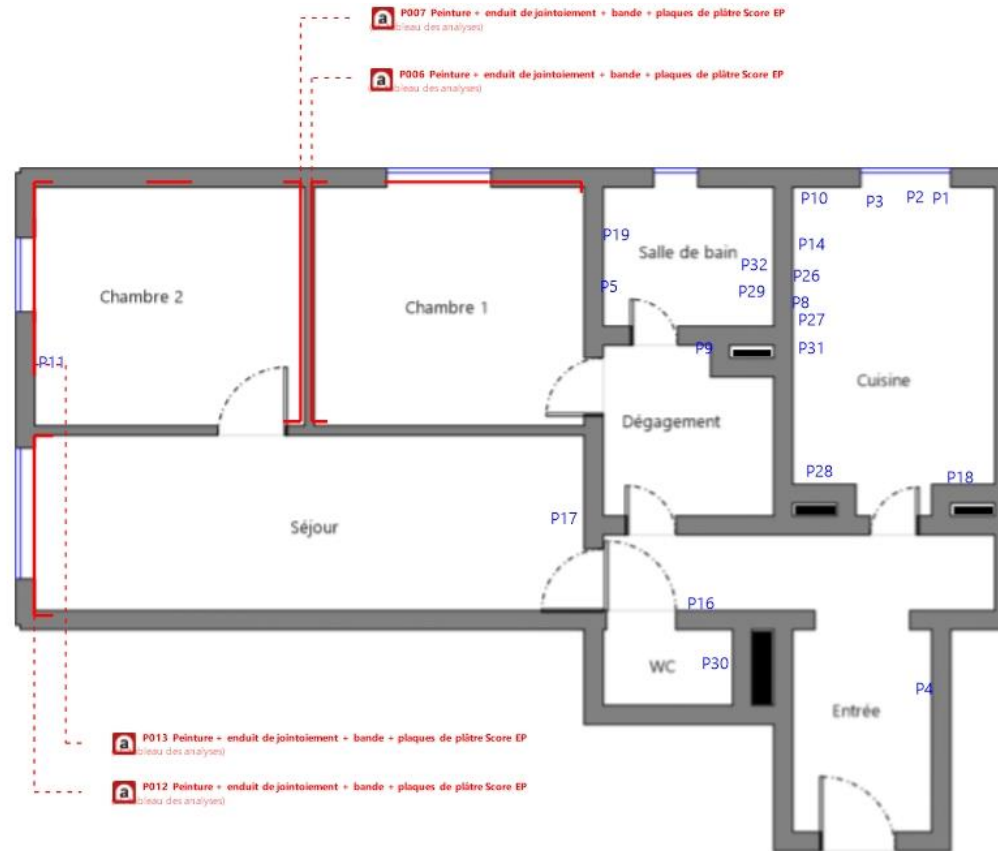 a P007 Peinture + enduit de jointoiement + bande + plaques de plâtre Score EP
bleau des analyses)
a P006 Peinture + enduit de jointoiement + bande + plaques de plâtre Score EP
bleau des analyses)
P10 P3 P2 P1
P19 Salle de bain P14
P32 P26
P5 P29 P8
Chambre 2 Chambre 1 P27
P11 P9 P31
Cuisine
Dégagement
P28 P18
Séjour P17
P16
WC P30 P4
Entrée
a P013 Peinture + enduit de jointoiement + bande + plaques de plâtre Score EP
bleau des analyses)
a P012 Peinture + enduit de jointoiement + bande + plaques de plâtre Score EP
bleau des analyses)